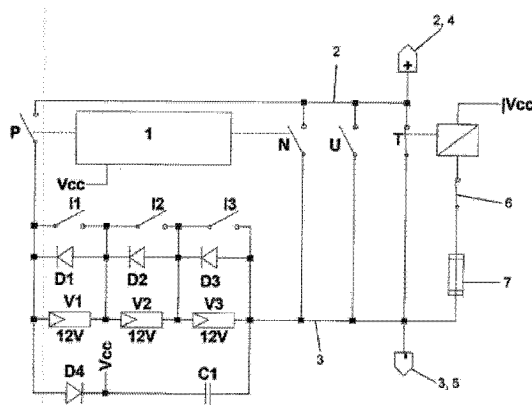 2, 4
+
2
|Vcc
P
1
N
U
T
Vcc
6
I1
I2
I3
D1
D2
D3
7
V1
V2
V3
12V
12V
12V
3
Vcc
D4
C1
3, 5